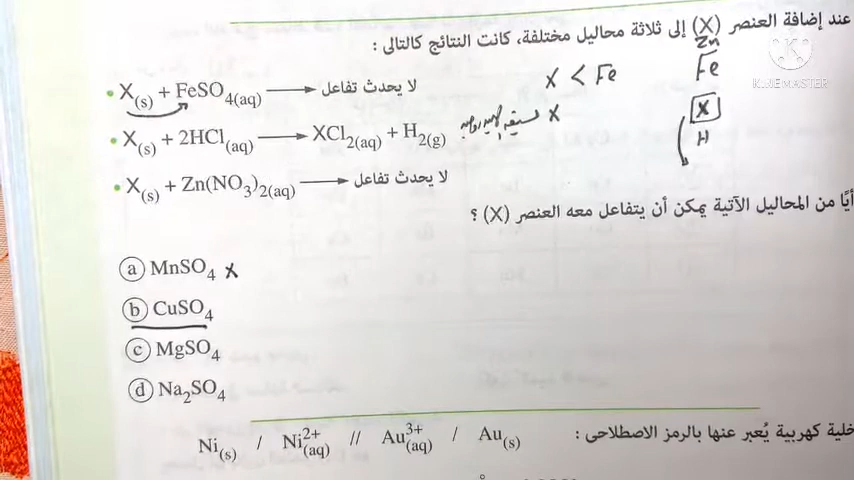 عند إضافة العنصر (X) إلى ثلاثة محاليل مختلفة، كانت النتائج كالتالى :
Zn
Fe
X
H
KINEMASTER
• X(s) + FeSO4(aq) ⟶ لا يحدث تفاعل
X < Fe
• X(s) + 2HCl(aq) ⟶ XCl2(aq) + H2(g)
X
• X(s) + Zn(NO3)2(aq) ⟶ لا يحدث تفاعل
أيًا من المحاليل الآتية يمكن أن يتفاعل معه العنصر (X) ؟
a MnSO4 x
b CuSO4
c MgSO4
d Na2SO4
خلية كهربية يُعبر عنها بالرمز الاصطلاحى :
Ni(s) / Ni2+(aq) // Au3+(aq) / Au(s)